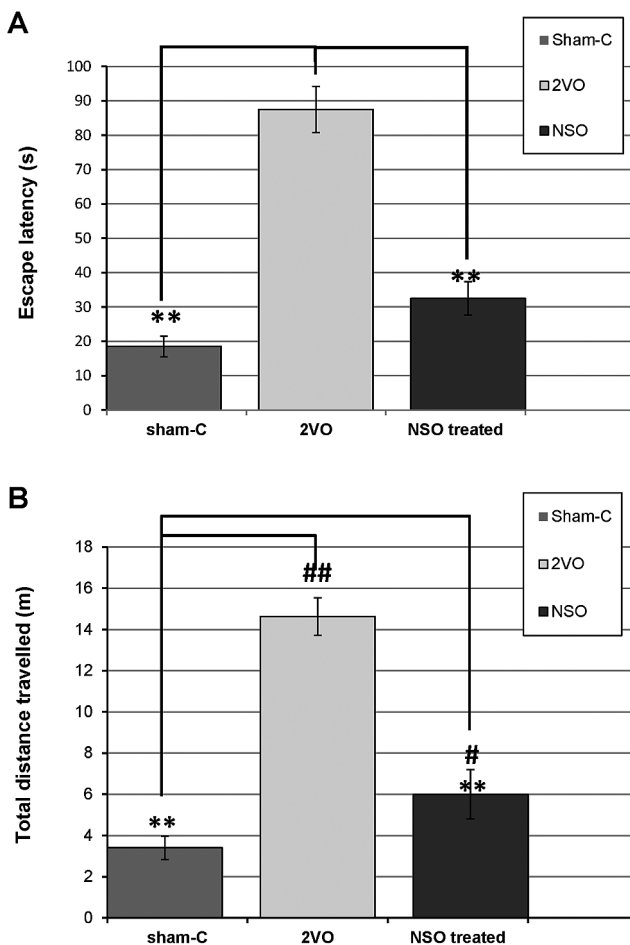 A
Sham-C
2VO
NSO
100
90
80
70
60
50
40
30
20
10
0
Escape latency (s)
**
**
sham-C 2VO NSO treated
B
Sham-C
2VO
NSO
18
16
14
12
10
8
6
4
2
0
Total distance travelled (m)
##
#
**
**
sham-C 2VO NSO treated